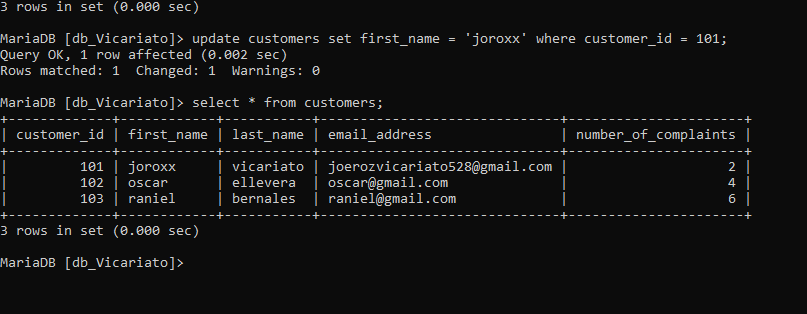 3 rows in set (0.000 sec)
MariaDB [db_Vicariato]> update customers set first_name = 'joroxx' where customer_id = 101;
Query OK, 1 row affected (0.002 sec)
Rows matched: 1  Changed: 1  Warnings: 0
MariaDB [db_Vicariato]> select * from customers;
+-------------+------------+-----------+------------------------------+----------------------+
| customer_id | first_name | last_name | email_address                | number_of_complaints |
+-------------+------------+-----------+------------------------------+----------------------+
|         101 | joroxx     | vicariato | joerozvicariato528@gmail.com |                    2 |
|         102 | oscar      | ellevera  | oscar@gmail.com              |                    4 |
|         103 | raniel     | bernales  | raniel@gmail.com             |                    6 |
+-------------+------------+-----------+------------------------------+----------------------+
3 rows in set (0.000 sec)
MariaDB [db_Vicariato]>